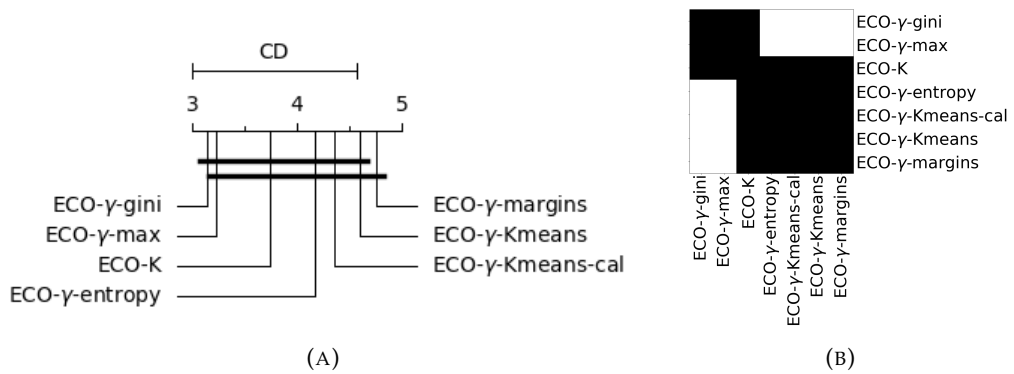 CD
3 4 5
ECO-γ-gini
ECO-γ-max
ECO-K
ECO-γ-entropy
ECO-γ-margins
ECO-γ-Kmeans
ECO-γ-Kmeans-cal
(A)
ECO-γ-gini
ECO-γ-max
ECO-K
ECO-γ-entropy
ECO-γ-Kmeans-cal
ECO-γ-Kmeans
ECO-γ-margins
ECO-γ-gini
ECO-γ-max
ECO-K
ECO-γ-entropy
ECO-γ-Kmeans-cal
ECO-γ-Kmeans
ECO-γ-margins
(B)